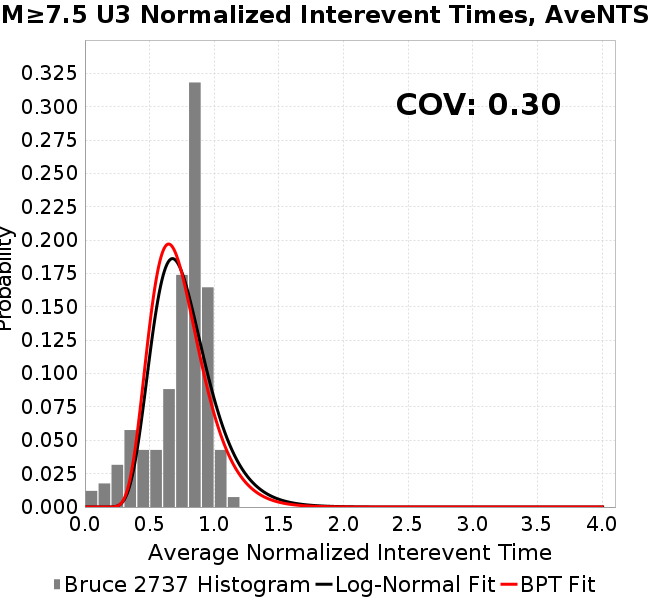 M≥7.5 U3 Normalized Interevent Times, AveNTS
COV: 0.30
Probability
0.325
0.300
0.275
0.250
0.225
0.200
0.175
0.150
0.125
0.100
0.075
0.050
0.025
0.000
0.0 0.5 1.0 1.5 2.0 2.5 3.0 3.5 4.0
Average Normalized Interevent Time
Bruce 2737 Histogram Log-Normal Fit BPT Fit